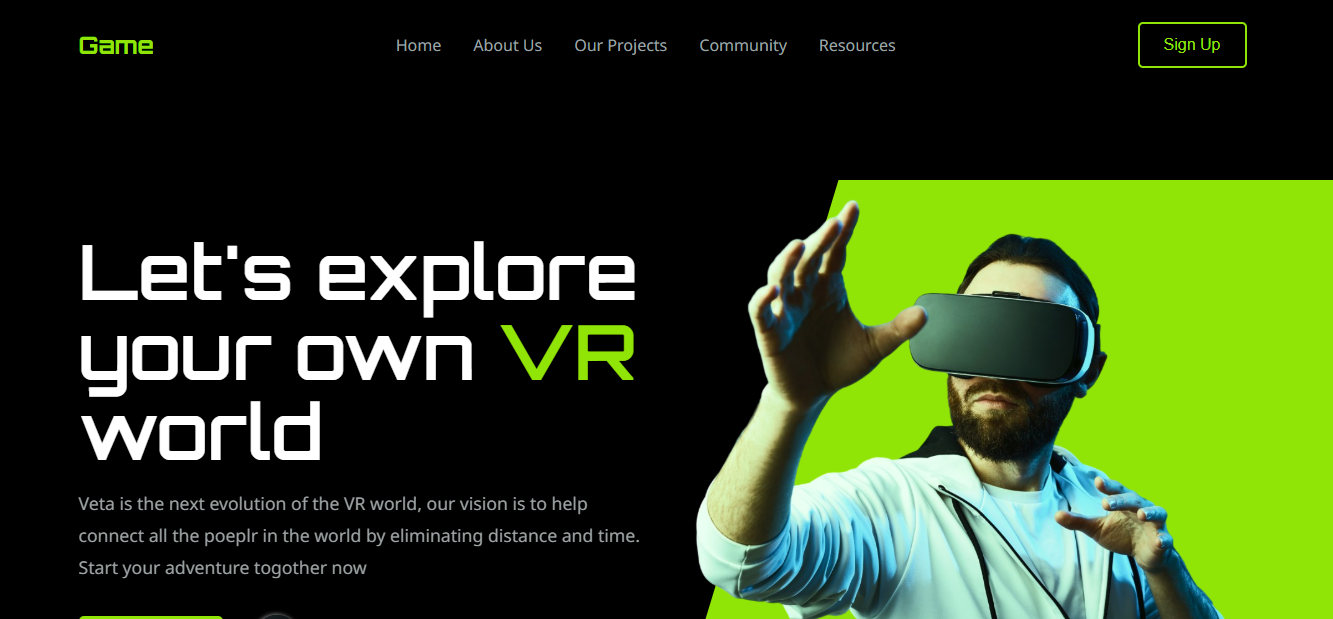 Game
Home
About Us
Our Projects
Community
Resources
Sign Up
Let's explore
your own VR
world
Veta is the next evolution of the VR world, our vision is to help
connect all the poeplr in the world by eliminating distance and time.
Start your adventure togother now